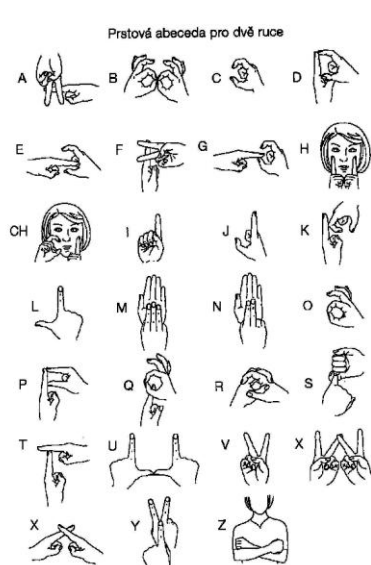 Prstová abeceda pro dvě ruce
A B C D
E F G H
CH I J K
L M N O
P Q R S
T U V X
X Y Z